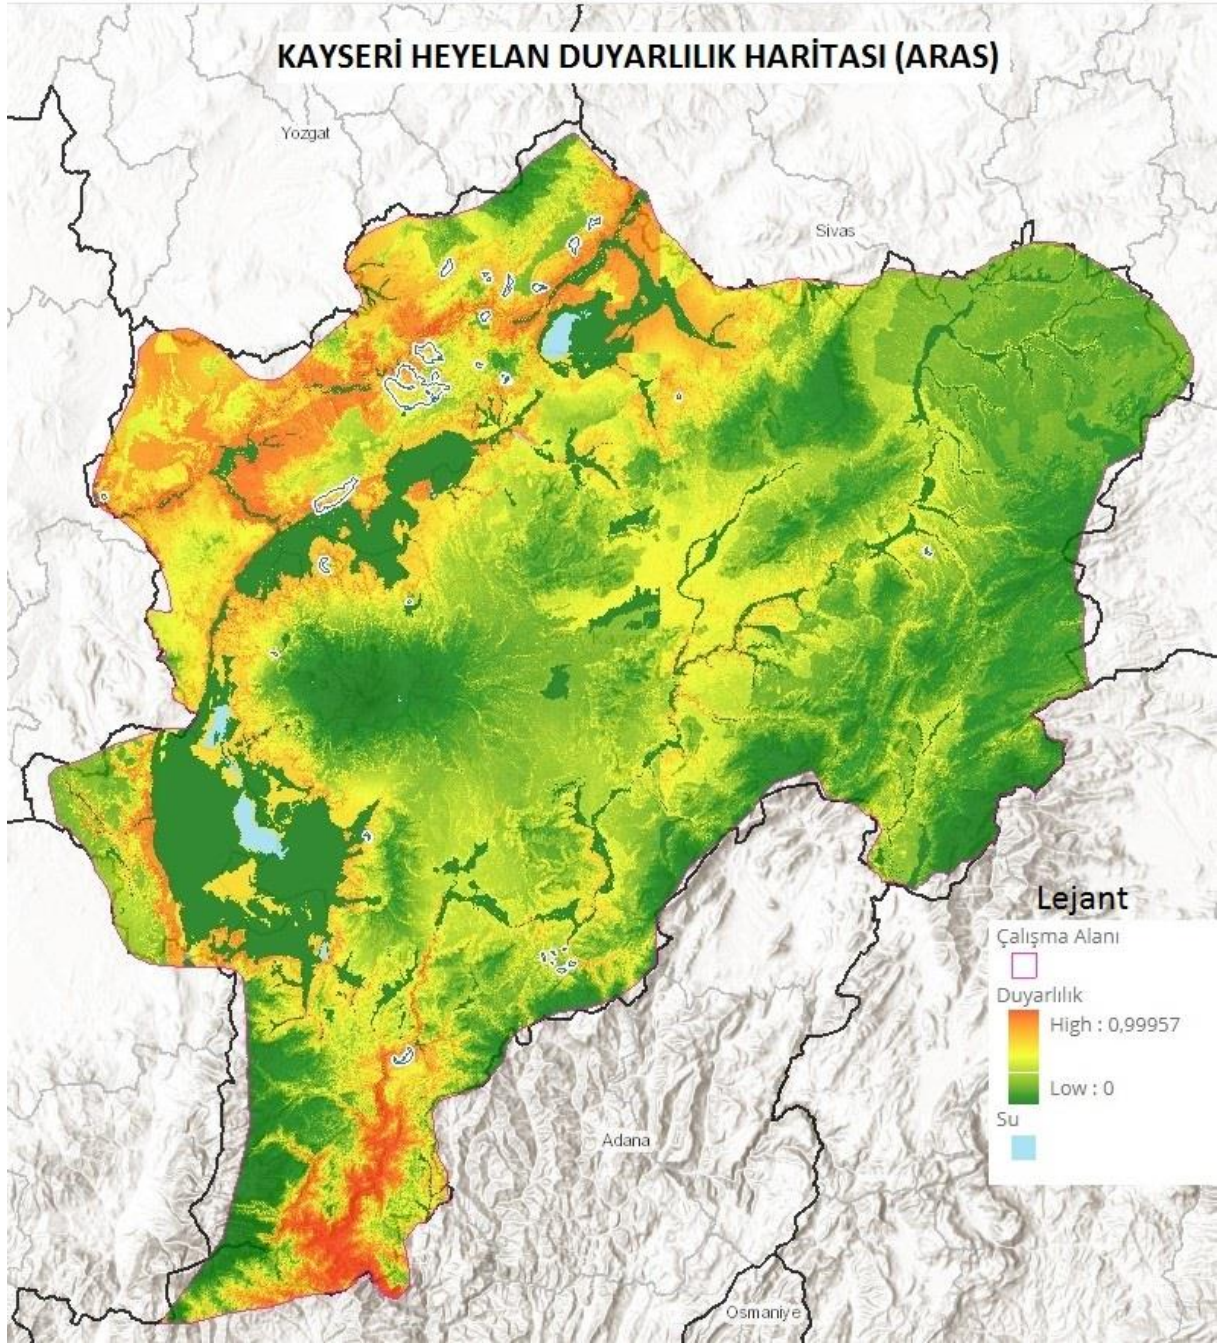 KAYSERİ HEYELAN DUYARLILIK HARİTASI (ARAS)
Yozgat
Sivas
Lejant
Çalışma Alanı
Duyarlılık
High : 0,99957
Low : 0
Su
Adana
Osmaniye